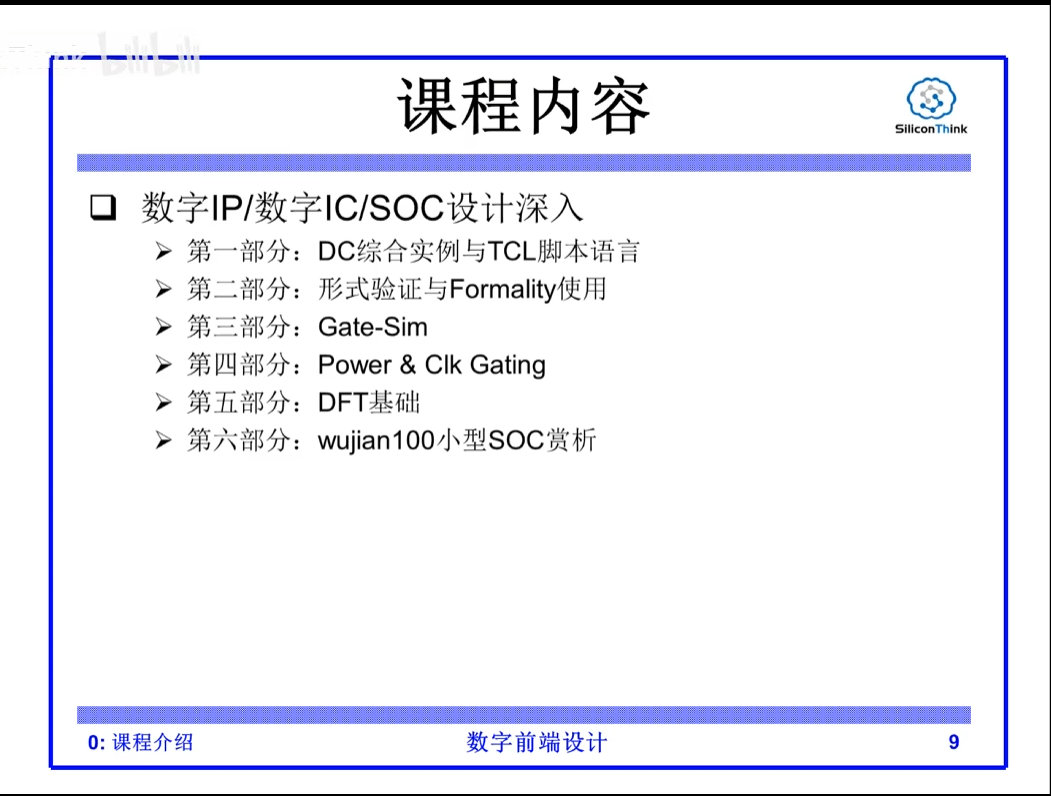 bilibili
课程内容
SiliconThink
❑ 数字IP/数字IC/SOC设计深入
➢ 第一部分：DC综合实例与TCL脚本语言
➢ 第二部分：形式验证与Formality使用
➢ 第三部分：Gate-Sim
➢ 第四部分：Power & Clk Gating
➢ 第五部分：DFT基础
➢ 第六部分：wujian100小型SOC赏析
0: 课程介绍
数字前端设计
9